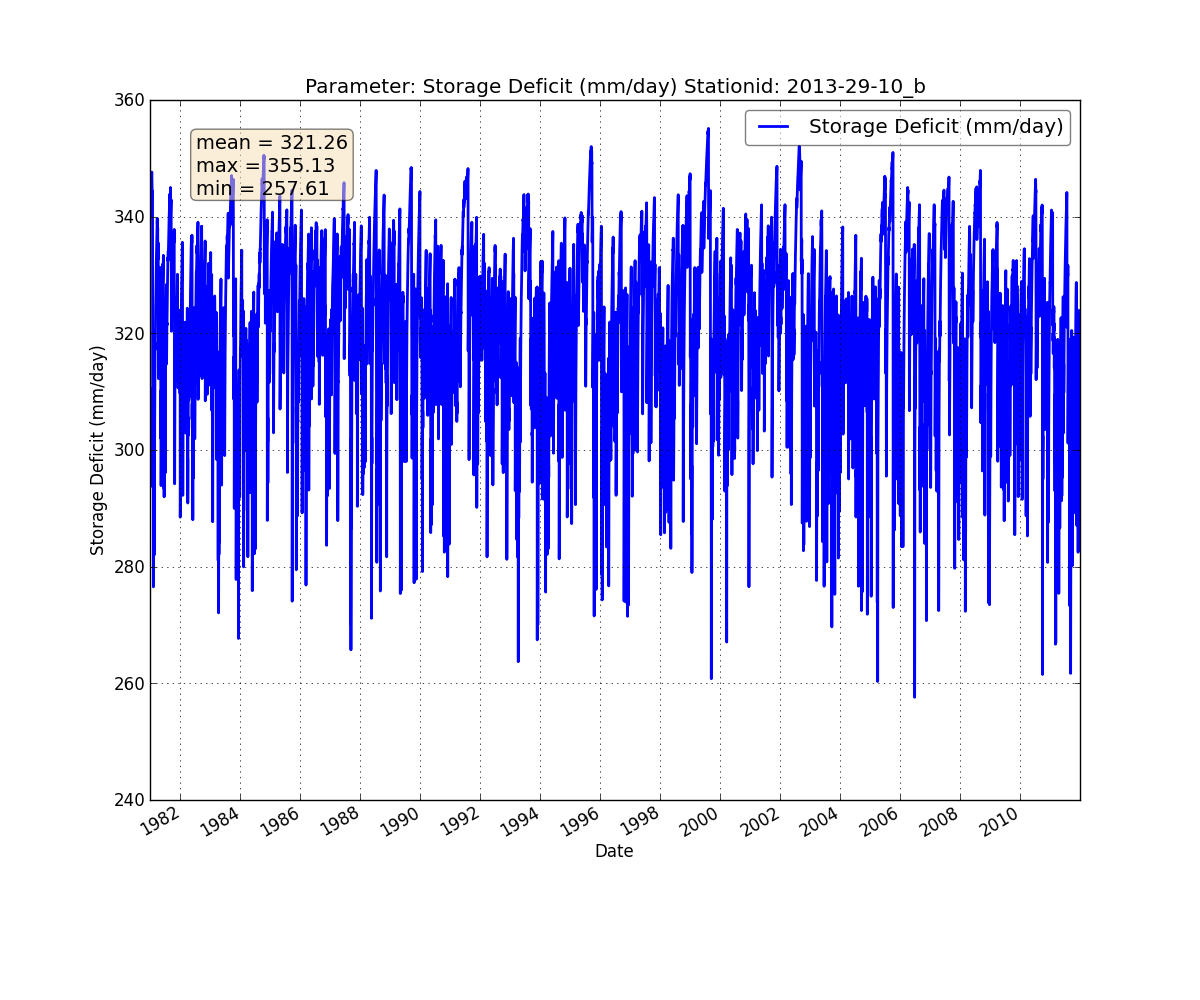 Parameter: Storage Deficit (mm/day) Stationid: 2013-29-10_b
360
340
320
300
280
260
240
Storage Deficit (mm/day)
mean = 321.26
max = 355.13
min = 257.61
Storage Deficit (mm/day)
1982 1984 1986 1988 1990 1992 1994 1996 1998 2000 2002 2004 2006 2008 2010
Date